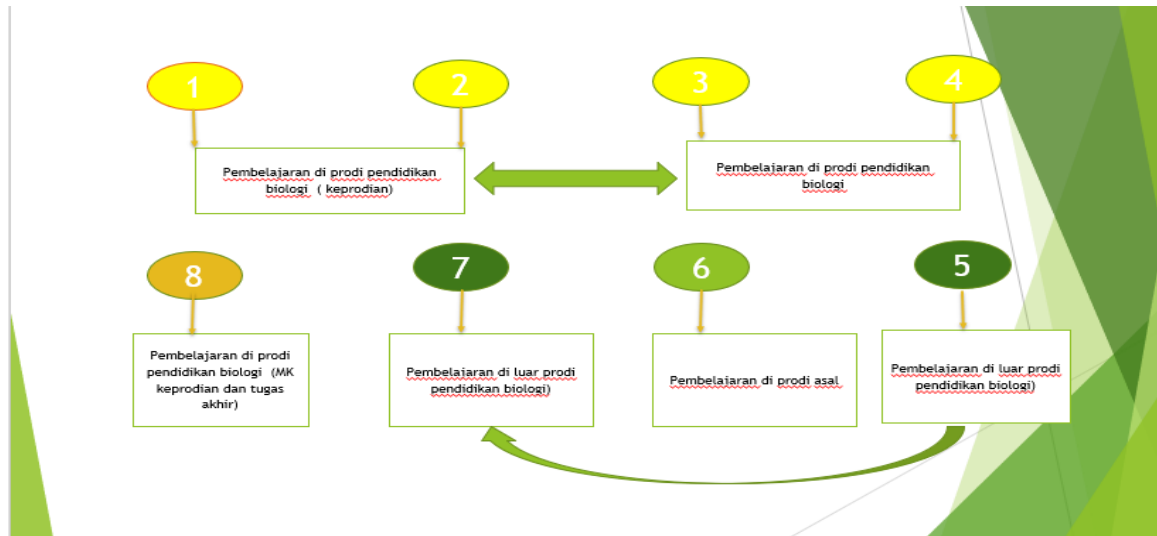 1
2
3
4
Pembelajaran di prodi pendidikan
biologi ( keprodian)
Pembelajaran di prodi pendidikan
biologi
8
7
6
5
Pembelajaran di prodi
pendidikan biologi (MK
keprodian dan tugas
akhir)
Pembelajaran di luar prodi
pendidikan biologi)
Pembelajaran di prodi asal
Pembelajaran di luar prodi
pendidikan biologi)